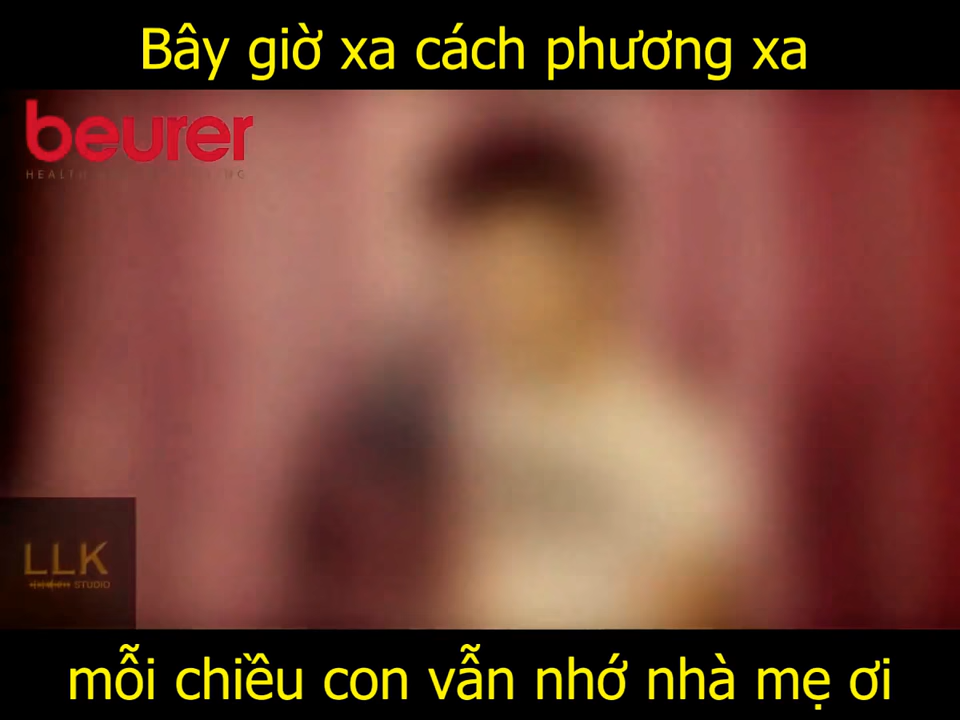 Bây giờ xa cách phương xa
beurer
LLK
STUDIO
mỗi chiều con vẫn nhớ nhà mẹ ơi